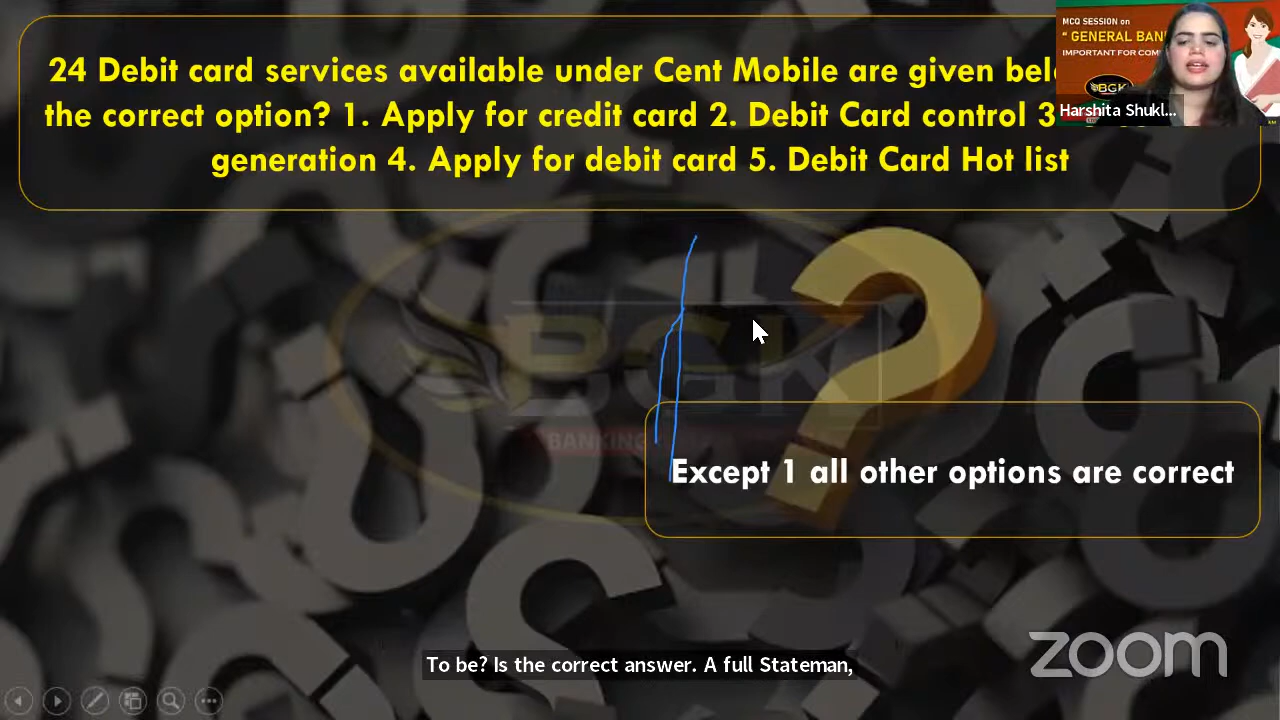 24 Debit card services available under Cent Mobile are given
the correct option? 1. Apply for credit card 2. Debit Card control 3
generation 4. Apply for debit card 5. Debit Card Hot list
MCQ SESSION on
" GENERAL
IMPORTANT FOR
BGK
Harshita Shukl...
BGK
BANKING
Except 1 all other options are correct
To be? Is the correct answer. A full Stateman,
zoom